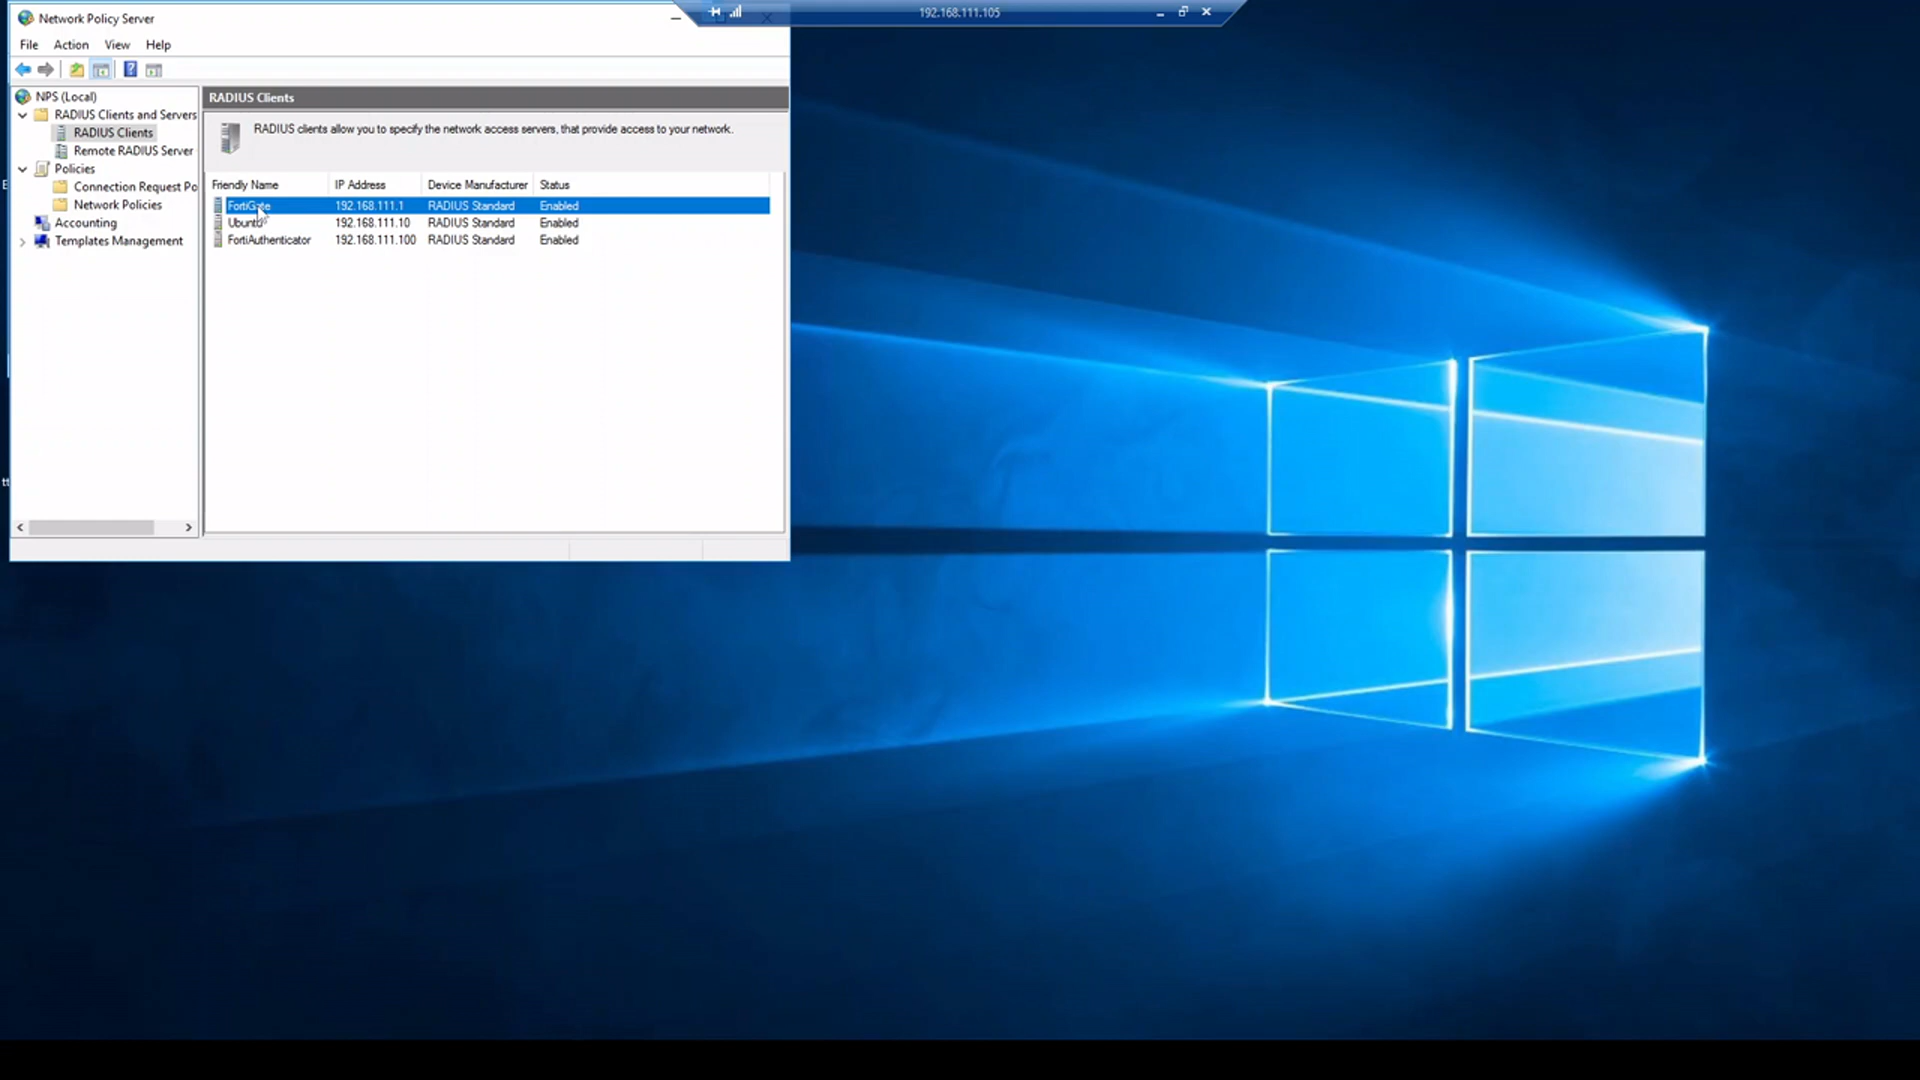 Network Policy Server
192.168.111.105
File Action View Help
NPS (Local)
RADIUS Clients and Servers
RADIUS Clients
Remote RADIUS Server
Policies
Connection Request Po
Network Policies
Accounting
Templates Management
RADIUS Clients
RADIUS clients allow you to specify the network access servers, that provide access to your network.
Friendly Name IP Address Device Manufacturer Status
FortiGate 192.168.111.1 RADIUS Standard Enabled
Ubuntu 192.168.111.10 RADIUS Standard Enabled
FortiAuthenticator 192.168.111.100 RADIUS Standard Enabled